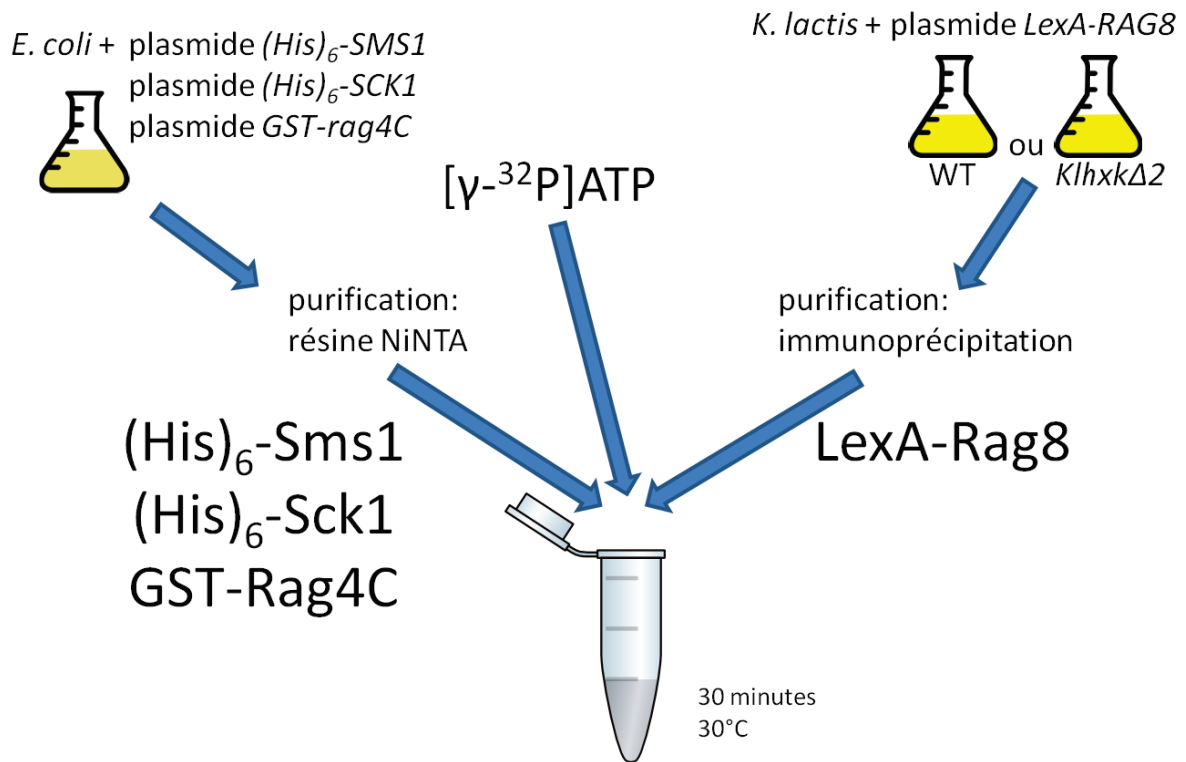 E. coli + plasmide (His)₆-SMS1
plasmide (His)₆-SCK1
plasmide GST-rag4C
K. lactis + plasmide LexA-RAG8
WT ou KlhxkΔ2
[γ-³²P]ATP
purification:
résine NiNTA
purification:
immunoprécipitation
(His)₆-Sms1
(His)₆-Sck1
GST-Rag4C
LexA-Rag8
30 minutes
30°C